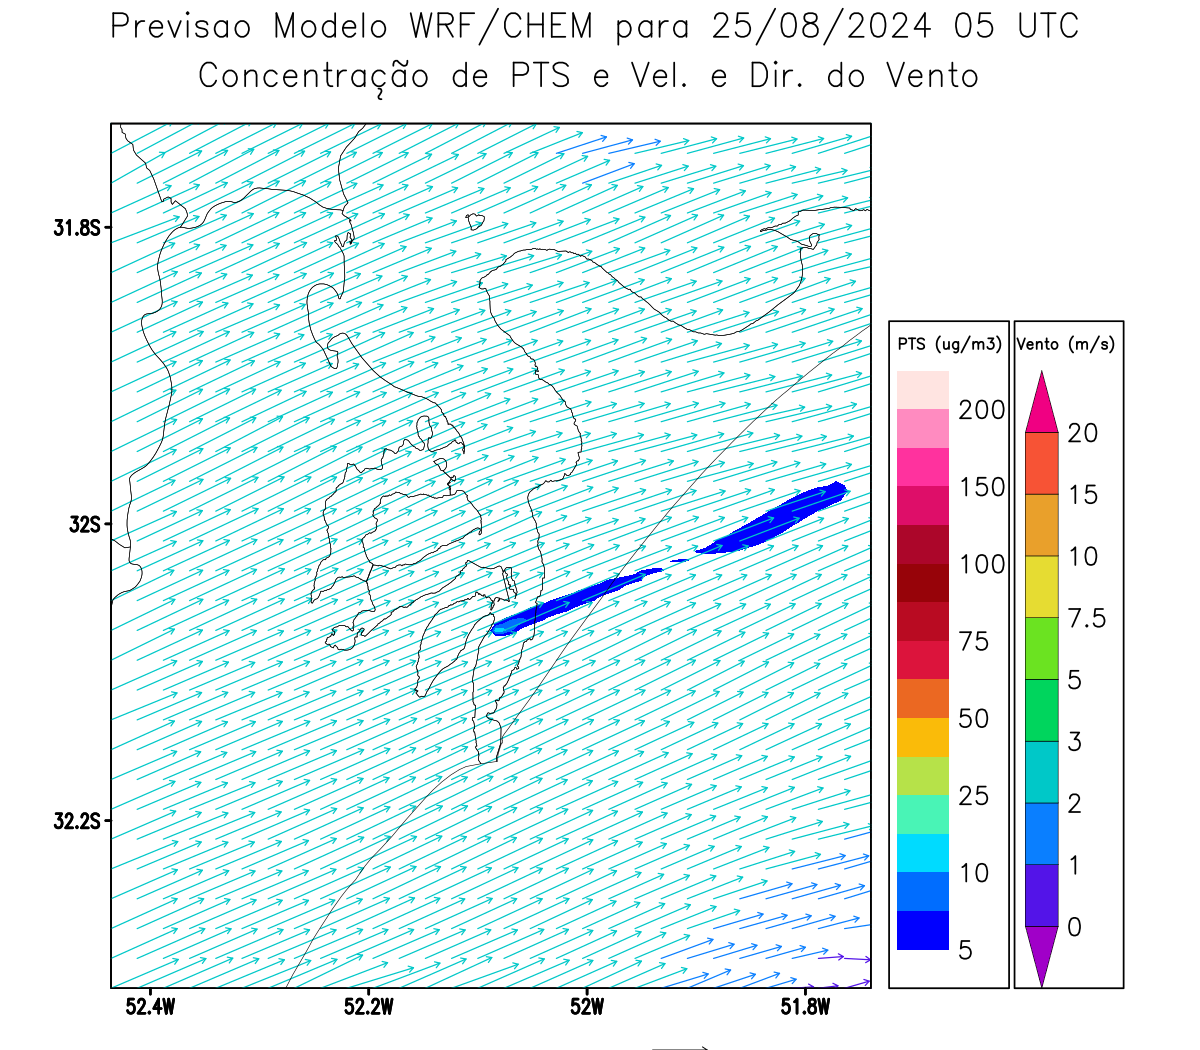 Previsao Modelo WRF/CHEM para 25/08/2024 05 UTC
Concentração de PTS e Vel. e Dir. do Vento
31.8S
32S
32.2S
52.4W 52.2W 52W 51.8W
PTS (ug/m3)
200
150
100
75
50
25
10
5
Vento (m/s)
20
15
10
7.5
5
3
2
1
0